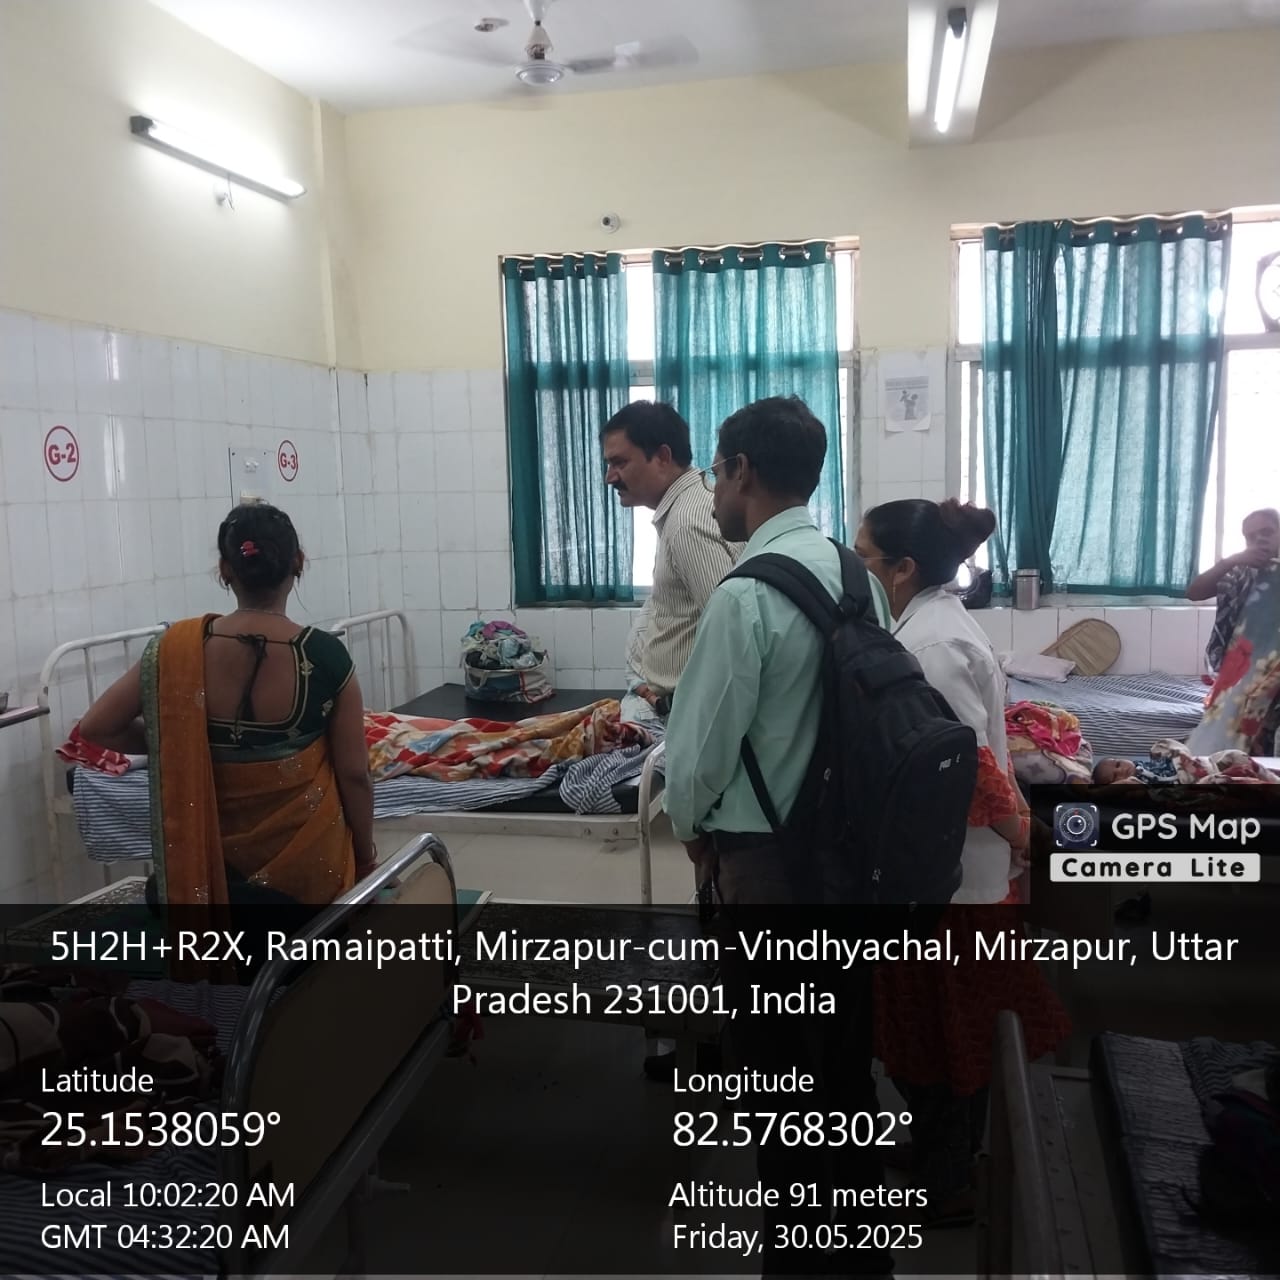 G-2
G-3
GPS Map
Camera Lite
5H2H+R2X, Ramaipatti, Mirzapur-cum-Vindhyachal, Mirzapur, Uttar
Pradesh 231001, India
Latitude
25.1538059°
Longitude
82.5768302°
Local 10:02:20 AM
GMT 04:32:20 AM
Altitude 91 meters
Friday, 30.05.2025